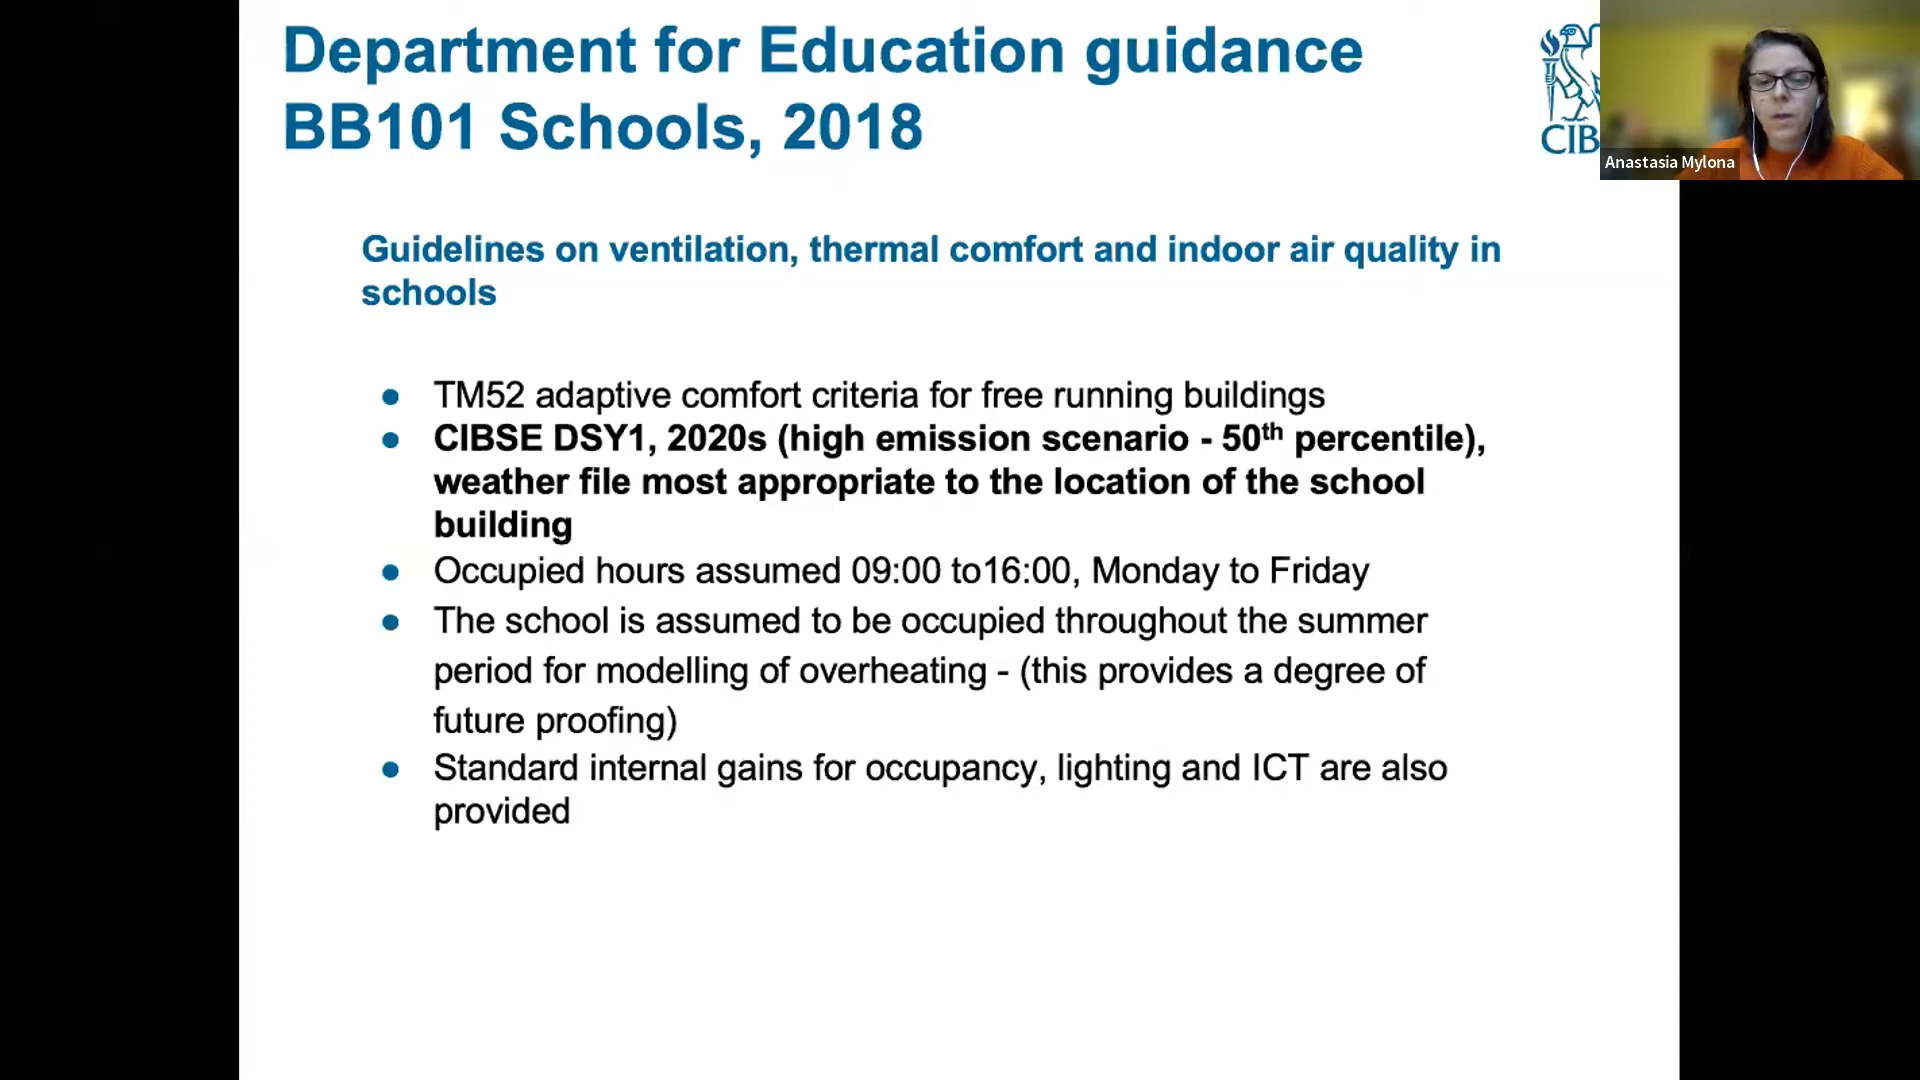 Department for Education guidance
BB101 Schools, 2018
CIB
Anastasia Mylona
Guidelines on ventilation, thermal comfort and indoor air quality in
schools
● TM52 adaptive comfort criteria for free running buildings
● CIBSE DSY1, 2020s (high emission scenario - 50th percentile),
weather file most appropriate to the location of the school
building
● Occupied hours assumed 09:00 to16:00, Monday to Friday
● The school is assumed to be occupied throughout the summer
period for modelling of overheating - (this provides a degree of
future proofing)
● Standard internal gains for occupancy, lighting and ICT are also
provided